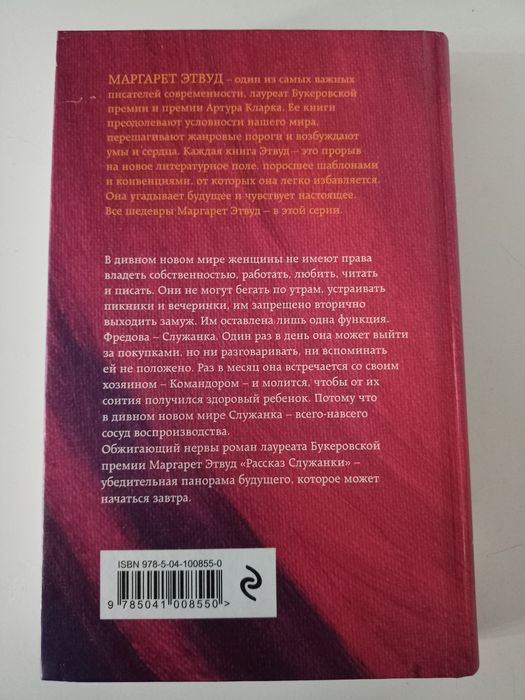 МАРГАРЕТ ЭТВУД – один из самых важных
писателей современности, лауреат Букеровской
премии и премии Артура Кларка. Ее книги
преодолевают условности нашего мира,
перешагивают жанровые пороги и возбуждают
умы и сердца. Каждая книга Этвуд – это прорыв
на новое литературное поле, поросшее шаблонами
и конвенциями, от которых она легко избавляется.
Она угадывает будущее и чувствует настоящее.
Все шедевры Маргарет Этвуд – в этой серии.
В дивном новом мире женщины не имеют права
владеть собственностью, работать, любить, читать
и писать. Они не могут бегать по утрам, устраивать
пикники и вечеринки, им запрещено вторично
выходить замуж. Им оставлена лишь одна функция.
Фредова – Служанка. Один раз в день она может выйти
за покупками, но ни разговаривать, ни вспоминать
ей не положено. Раз в месяц она встречается со своим
хозяином – Командором – и молится, чтобы от их
соития получился здоровый ребенок. Потому что
в дивном новом мире Служанка – всего-навсего
сосуд воспроизводства.
Обжигающий нервы роман лауреата Букеровской
премии Маргарет Этвуд «Рассказ Служанки» –
убедительная панорама будущего, которое может
начаться завтра.
ISBN 978-5-04-100855-0
9 785041 008550 >